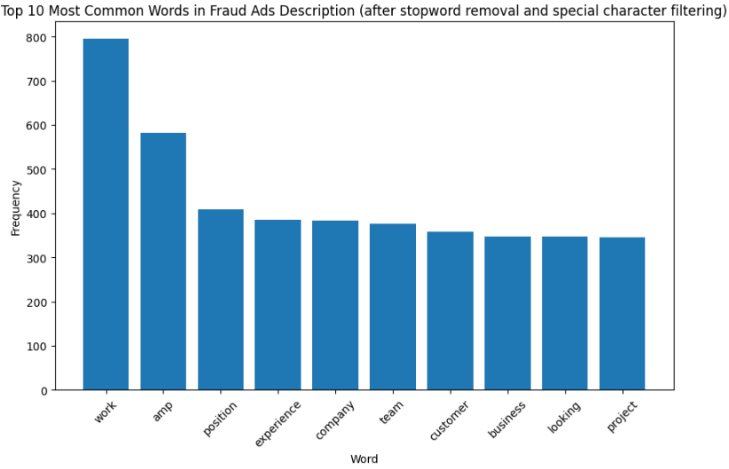 Top 10 Most Common Words in Fraud Ads Description (after stopword removal and special character filtering)
800
700
600
500
400
300
200
100
0
Frequency
work
amp
position
experience
company
team
customer
business
looking
project
Word